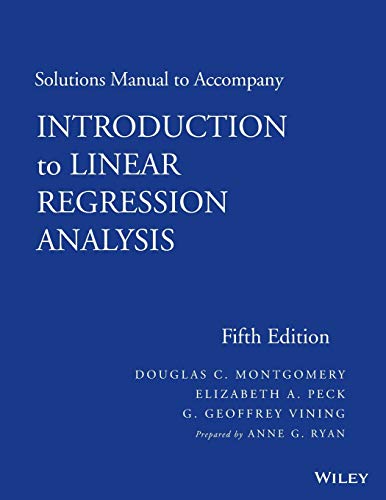 Solutions Manual to Accompany
INTRODUCTION
to LINEAR
REGRESSION
ANALYSIS
Fifth Edition
DOUGLAS C. MONTGOMERY
ELIZABETH A. PECK
G. GEOFFREY VINING
Prepared by ANNE G. RYAN
WILEY